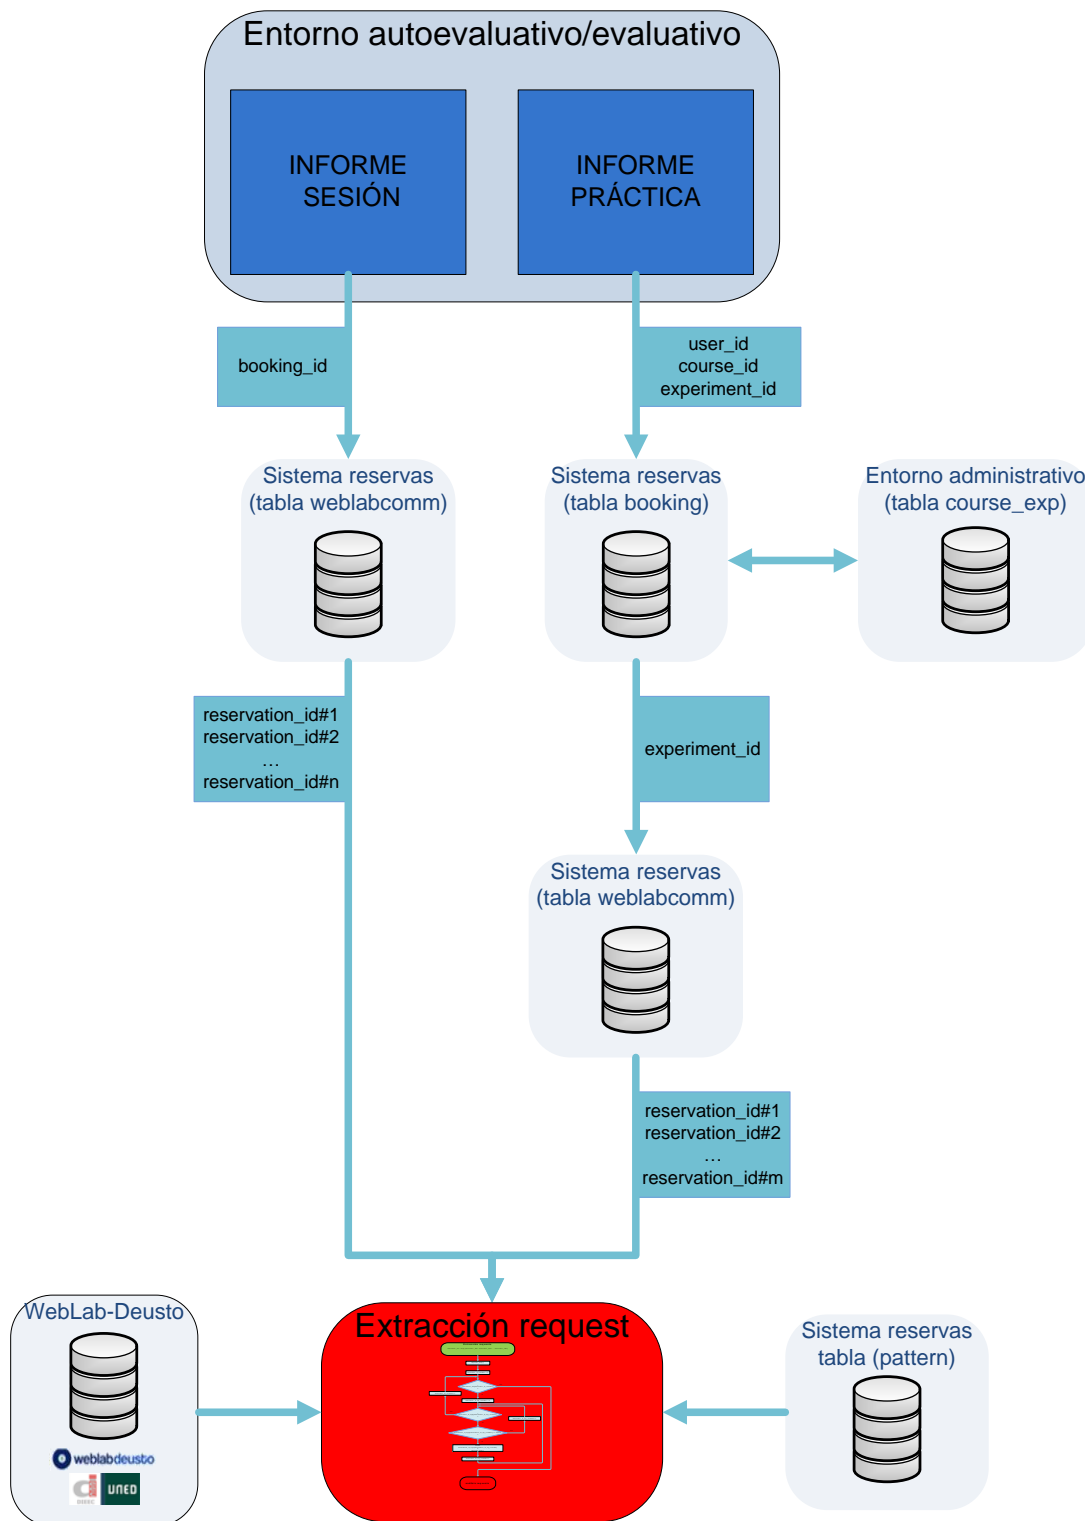 Entorno autoevaluativo/evaluativo
INFORME
SESIÓN
INFORME
PRÁCTICA
booking_id
user_id
course_id
experiment_id
Sistema reservas
(tabla weblabcomm)
Sistema reservas
(tabla booking)
Entorno administrativo
(tabla course_exp)
reservation_id#1
reservation_id#2
…
reservation_id#n
experiment_id
Sistema reservas
(tabla weblabcomm)
reservation_id#1
reservation_id#2
…
reservation_id#m
WebLab-Deusto
weblabdeusto
UNED
Extracción request
Sistema reservas
tabla (pattern)